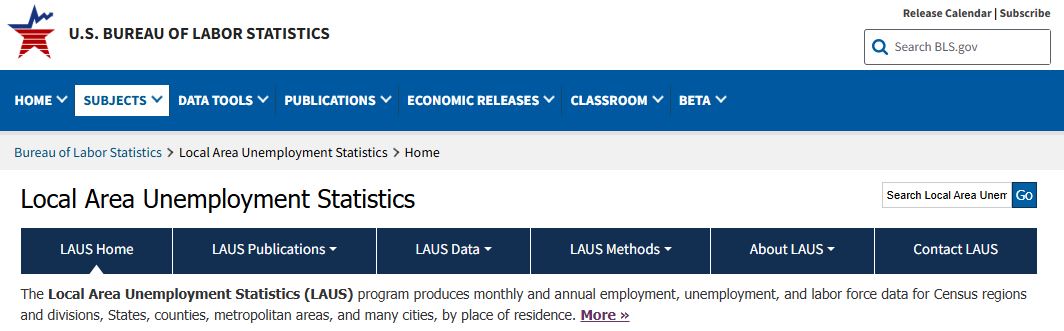 Release Calendar | Subscribe
U.S. BUREAU OF LABOR STATISTICS
Search BLS.gov
HOME SUBJECTS DATA TOOLS PUBLICATIONS ECONOMIC RELEASES CLASSROOM BETA
Bureau of Labor Statistics > Local Area Unemployment Statistics > Home
Local Area Unemployment Statistics
Search Local Area Unem Go
LAUS Home LAUS Publications LAUS Data LAUS Methods About LAUS Contact LAUS
The Local Area Unemployment Statistics (LAUS) program produces monthly and annual employment, unemployment, and labor force data for Census regions
and divisions, States, counties, metropolitan areas, and many cities, by place of residence. More »